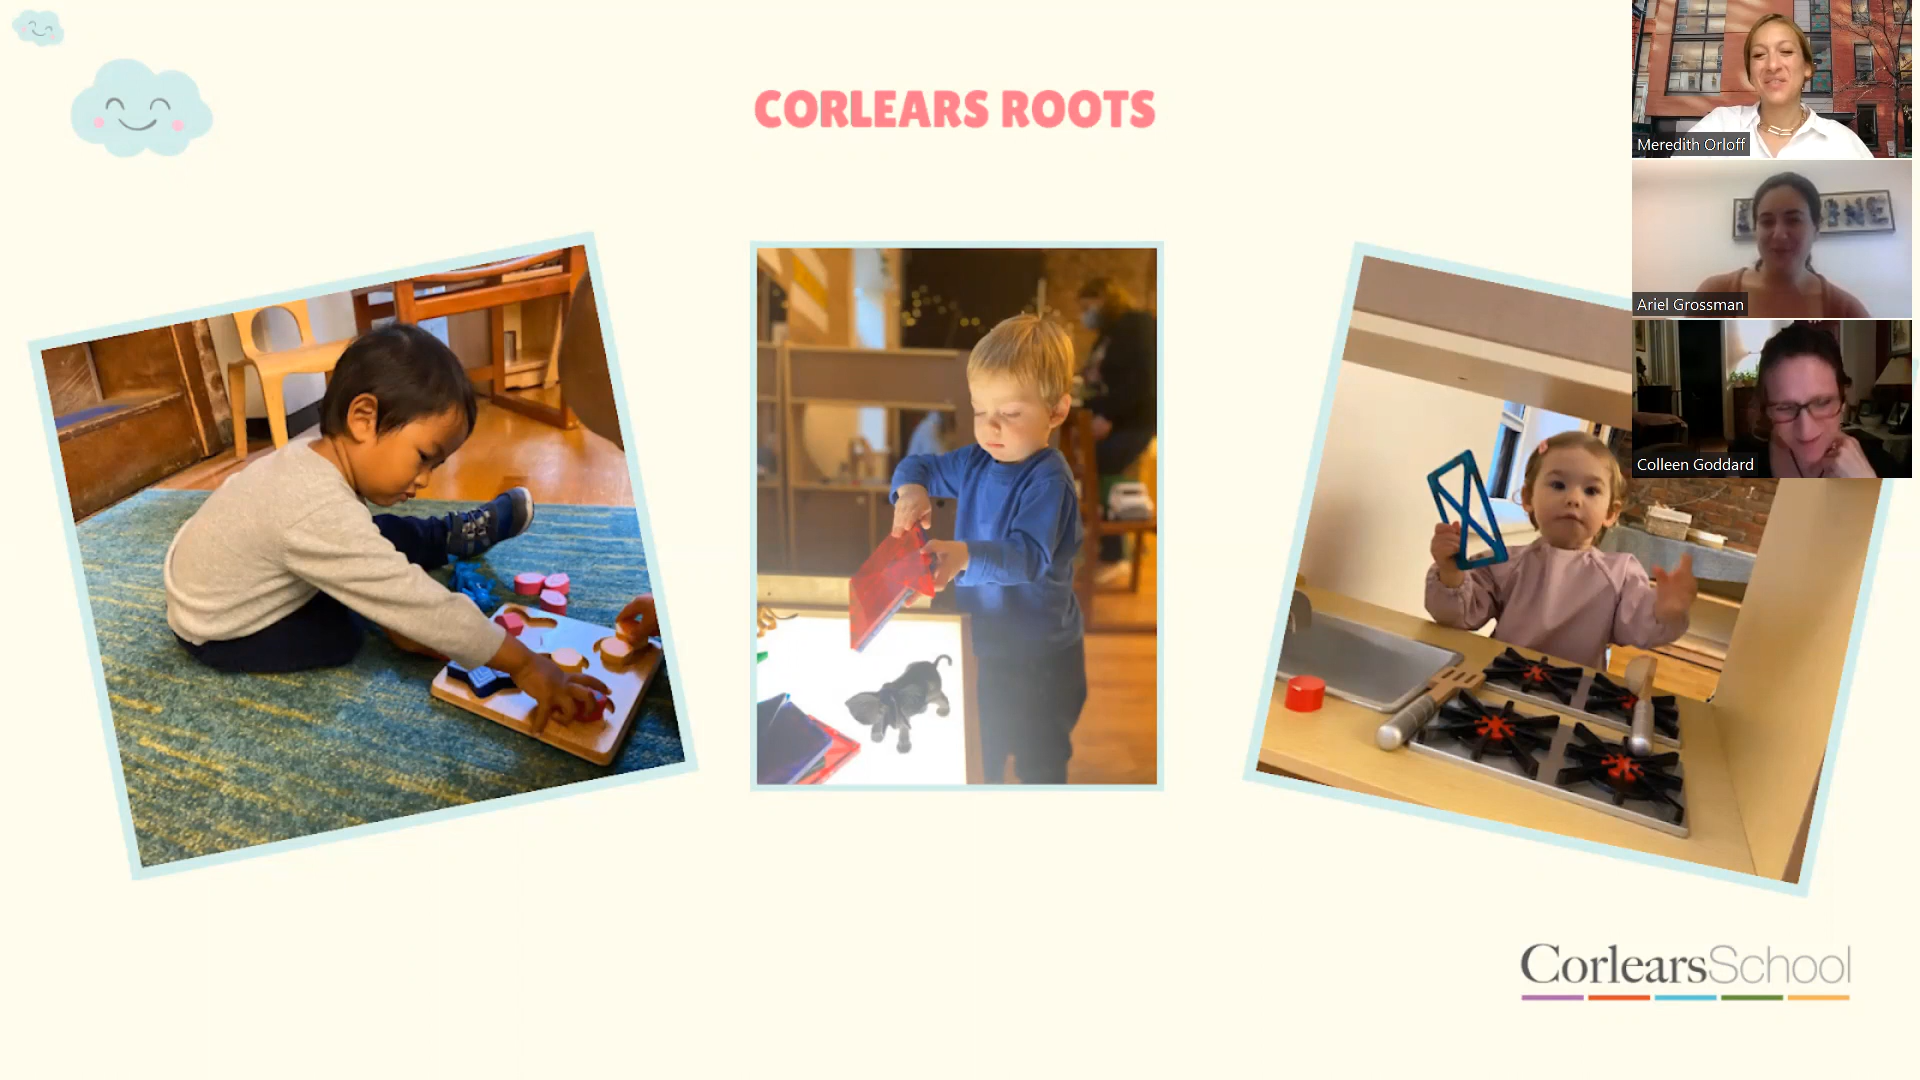 CORLEARS ROOTS
Meredith Orloff
Ariel Grossman
Colleen Goddard
CorlearsSchool